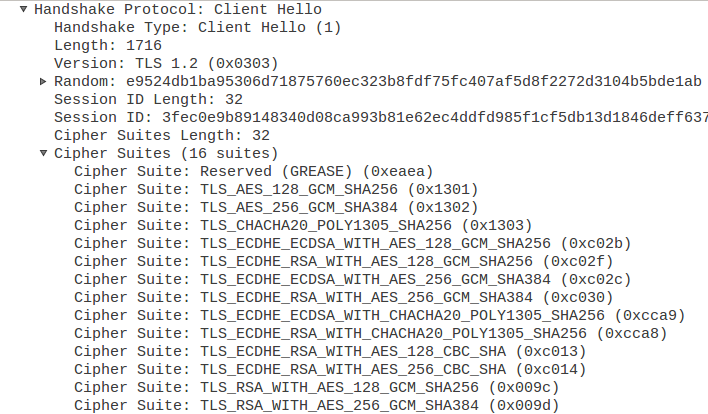 Handshake Protocol: Client Hello
Handshake Type: Client Hello (1)
Length: 1716
Version: TLS 1.2 (0x0303)
Random: e9524db1ba95306d71875760ec323b8fdf75fc407af5d8f2272d3104b5bde1ab
Session ID Length: 32
Session ID: 3fec0e9b89148340d08ca993b81e62ec4ddfd985f1cf5db13d1846deff637
Cipher Suites Length: 32
Cipher Suites (16 suites)
Cipher Suite: Reserved (GREASE) (0xeaea)
Cipher Suite: TLS_AES_128_GCM_SHA256 (0x1301)
Cipher Suite: TLS_AES_256_GCM_SHA384 (0x1302)
Cipher Suite: TLS_CHACHA20_POLY1305_SHA256 (0x1303)
Cipher Suite: TLS_ECDHE_ECDSA_WITH_AES_128_GCM_SHA256 (0xc02b)
Cipher Suite: TLS_ECDHE_RSA_WITH_AES_128_GCM_SHA256 (0xc02f)
Cipher Suite: TLS_ECDHE_ECDSA_WITH_AES_256_GCM_SHA384 (0xc02c)
Cipher Suite: TLS_ECDHE_RSA_WITH_AES_256_GCM_SHA384 (0xc030)
Cipher Suite: TLS_ECDHE_ECDSA_WITH_CHACHA20_POLY1305_SHA256 (0xcca9)
Cipher Suite: TLS_ECDHE_RSA_WITH_CHACHA20_POLY1305_SHA256 (0xcca8)
Cipher Suite: TLS_ECDHE_RSA_WITH_AES_128_CBC_SHA (0xc013)
Cipher Suite: TLS_ECDHE_RSA_WITH_AES_256_CBC_SHA (0xc014)
Cipher Suite: TLS_RSA_WITH_AES_128_GCM_SHA256 (0x009c)
Cipher Suite: TLS_RSA_WITH_AES_256_GCM_SHA384 (0x009d)